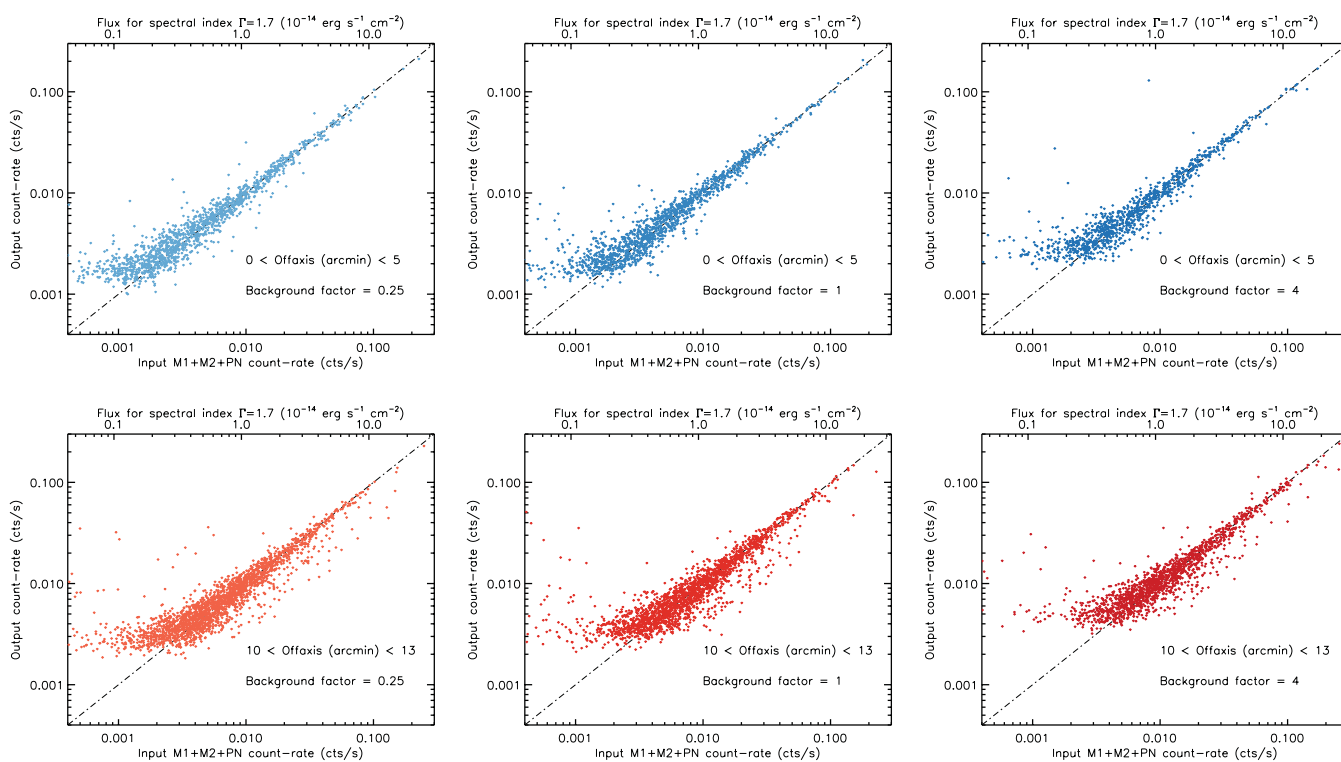 Flux for spectral index Γ=1.7 (10⁻¹⁴ erg s⁻¹ cm⁻²)
0.1 1.0 10.0
Output count-rate (cts/s)
0.100
0.010
0.001
0 < Offaxis (arcmin) < 5
Background factor = 0.25
0.001 0.010 0.100
Input M1+M2+PN count-rate (cts/s)
Flux for spectral index Γ=1.7 (10⁻¹⁴ erg s⁻¹ cm⁻²)
0.1 1.0 10.0
Output count-rate (cts/s)
0.100
0.010
0.001
0 < Offaxis (arcmin) < 5
Background factor = 1
0.001 0.010 0.100
Input M1+M2+PN count-rate (cts/s)
Flux for spectral index Γ=1.7 (10⁻¹⁴ erg s⁻¹ cm⁻²)
0.1 1.0 10.0
Output count-rate (cts/s)
0.100
0.010
0.001
0 < Offaxis (arcmin) < 5
Background factor = 4
0.001 0.010 0.100
Input M1+M2+PN count-rate (cts/s)
Flux for spectral index Γ=1.7 (10⁻¹⁴ erg s⁻¹ cm⁻²)
0.1 1.0 10.0
Output count-rate (cts/s)
0.100
0.010
0.001
10 < Offaxis (arcmin) < 13
Background factor = 0.25
0.001 0.010 0.100
Input M1+M2+PN count-rate (cts/s)
Flux for spectral index Γ=1.7 (10⁻¹⁴ erg s⁻¹ cm⁻²)
0.1 1.0 10.0
Output count-rate (cts/s)
0.100
0.010
0.001
10 < Offaxis (arcmin) < 13
Background factor = 1
0.001 0.010 0.100
Input M1+M2+PN count-rate (cts/s)
Flux for spectral index Γ=1.7 (10⁻¹⁴ erg s⁻¹ cm⁻²)
0.1 1.0 10.0
Output count-rate (cts/s)
0.100
0.010
0.001
10 < Offaxis (arcmin) < 13
Background factor = 4
0.001 0.010 0.100
Input M1+M2+PN count-rate (cts/s)